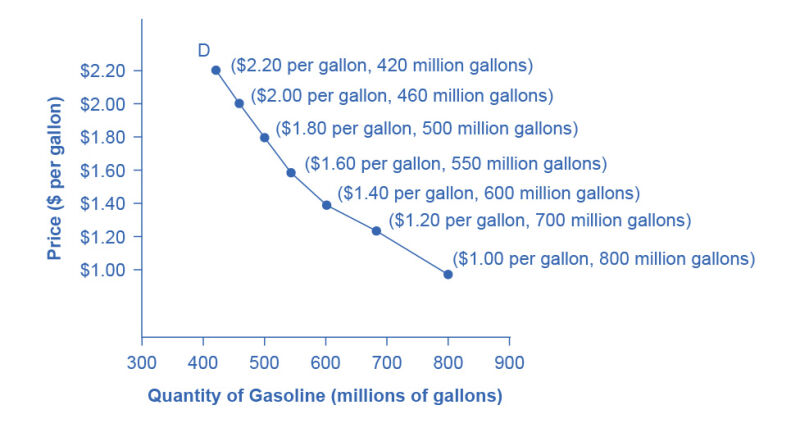 D
($2.20 per gallon, 420 million gallons)
$2.20
($2.00 per gallon, 460 million gallons)
$2.00
($1.80 per gallon, 500 million gallons)
$1.80
($1.60 per gallon, 550 million gallons)
$1.60
($1.40 per gallon, 600 million gallons)
$1.40
($1.20 per gallon, 700 million gallons)
$1.20
($1.00 per gallon, 800 million gallons)
$1.00
Price ($ per gallon)
300 400 500 600 700 800 900
Quantity of Gasoline (millions of gallons)